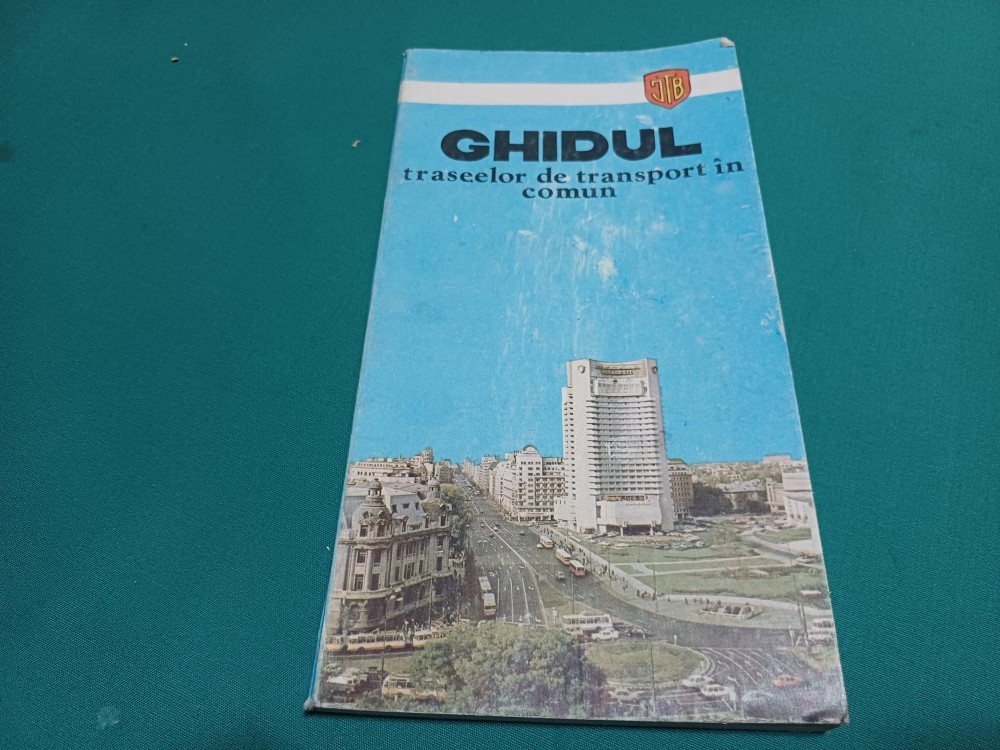 ITB
GHIDUL
traseelor de transport în
comun